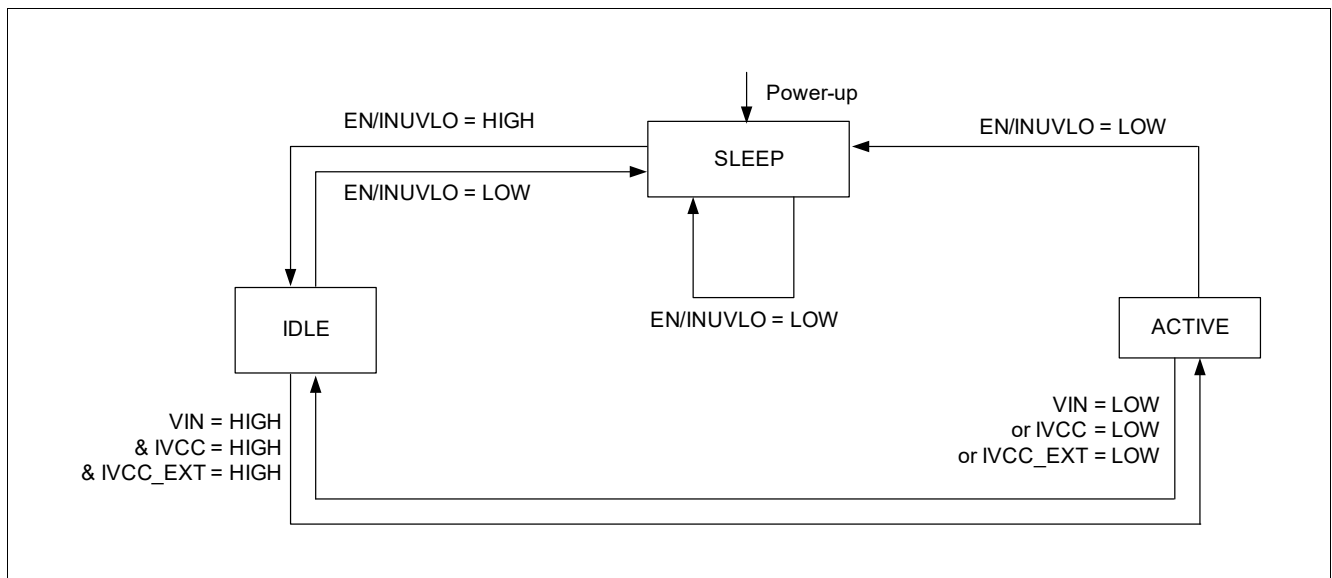 Power-up
EN/INUVLO = HIGH
EN/INUVLO = LOW
SLEEP
EN/INUVLO = LOW
EN/INUVLO = LOW
IDLE
ACTIVE
VIN = HIGH
& IVCC = HIGH
& IVCC_EXT = HIGH
VIN = LOW
or IVCC = LOW
or IVCC_EXT = LOW